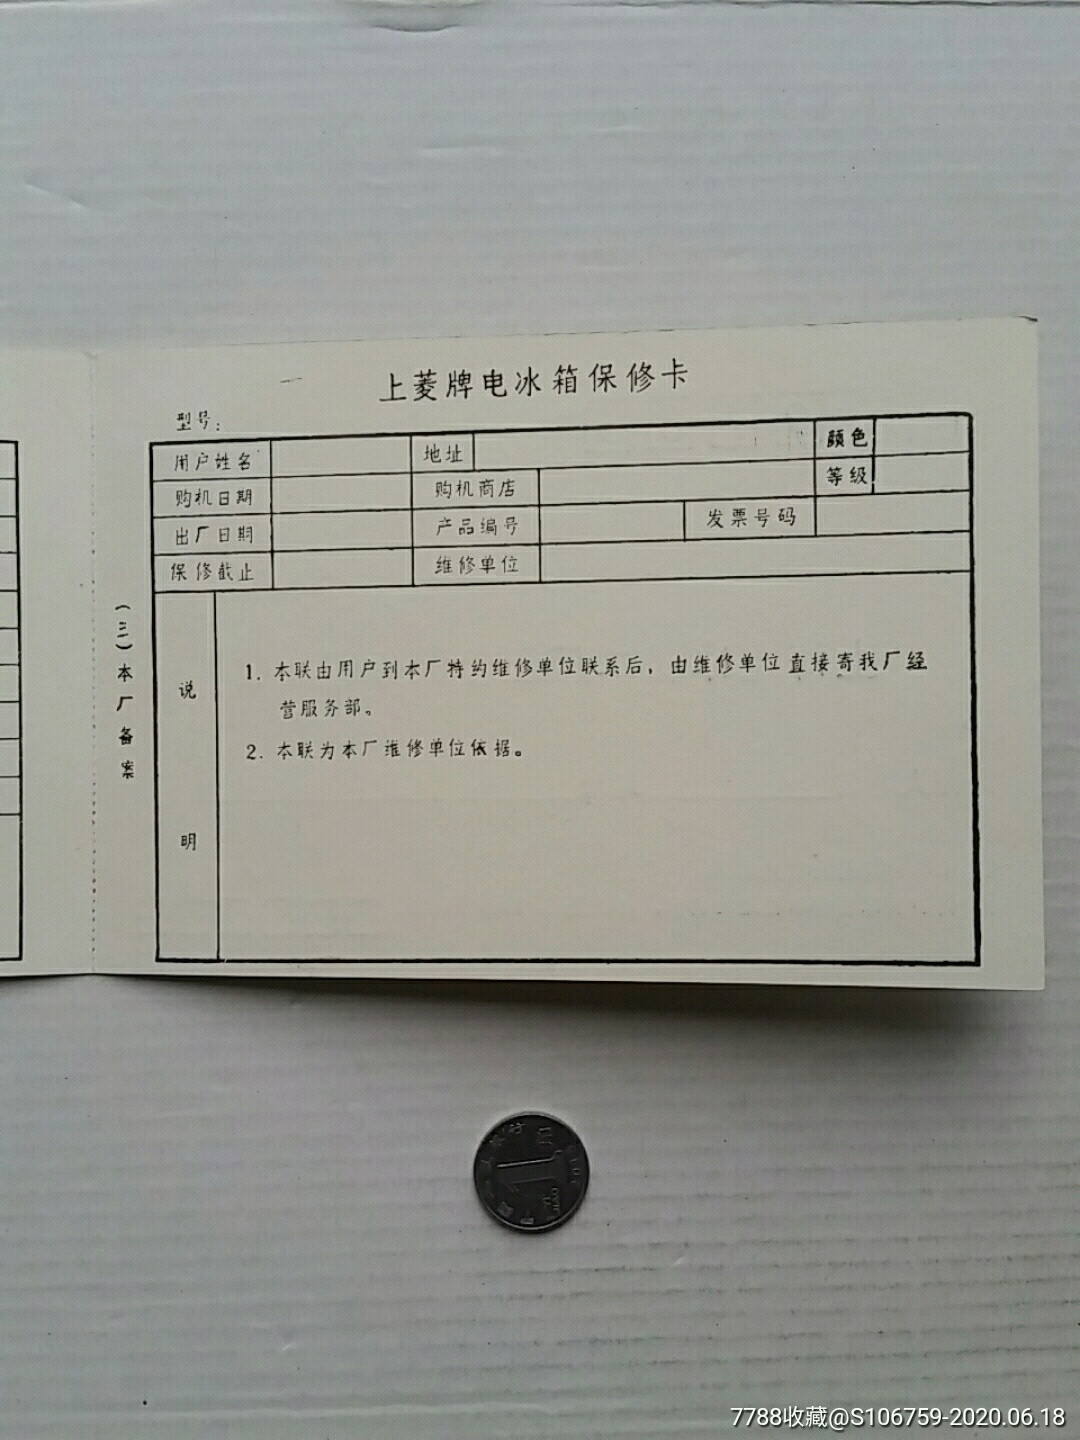 上菱牌电冰箱保修卡
型号:
用户姓名 地址 颜色
购机日期 购机商店 等级
出厂日期 产品编号 发票号码
保修截止 维修单位
(三)本厂备案
说明
1. 本联由用户到本厂特约维修单位联系后，由维修单位直接寄我厂经
营服务部。
2. 本联为本厂维修单位依据。
1
7788收藏@S106759-2020.06.18